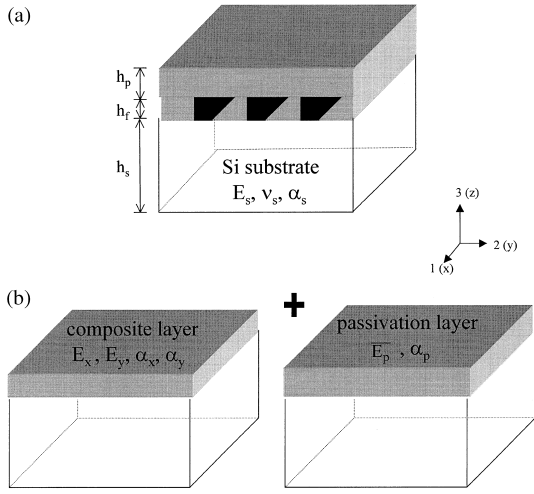 (a)
h_p
h_f
h_s
Si substrate
E_s, ν_s, α_s
3 (z)
2 (y)
1 (x)
(b)
+
composite layer
E_x, E_y, α_x, α_y
passivation layer
E̅_p, α_p